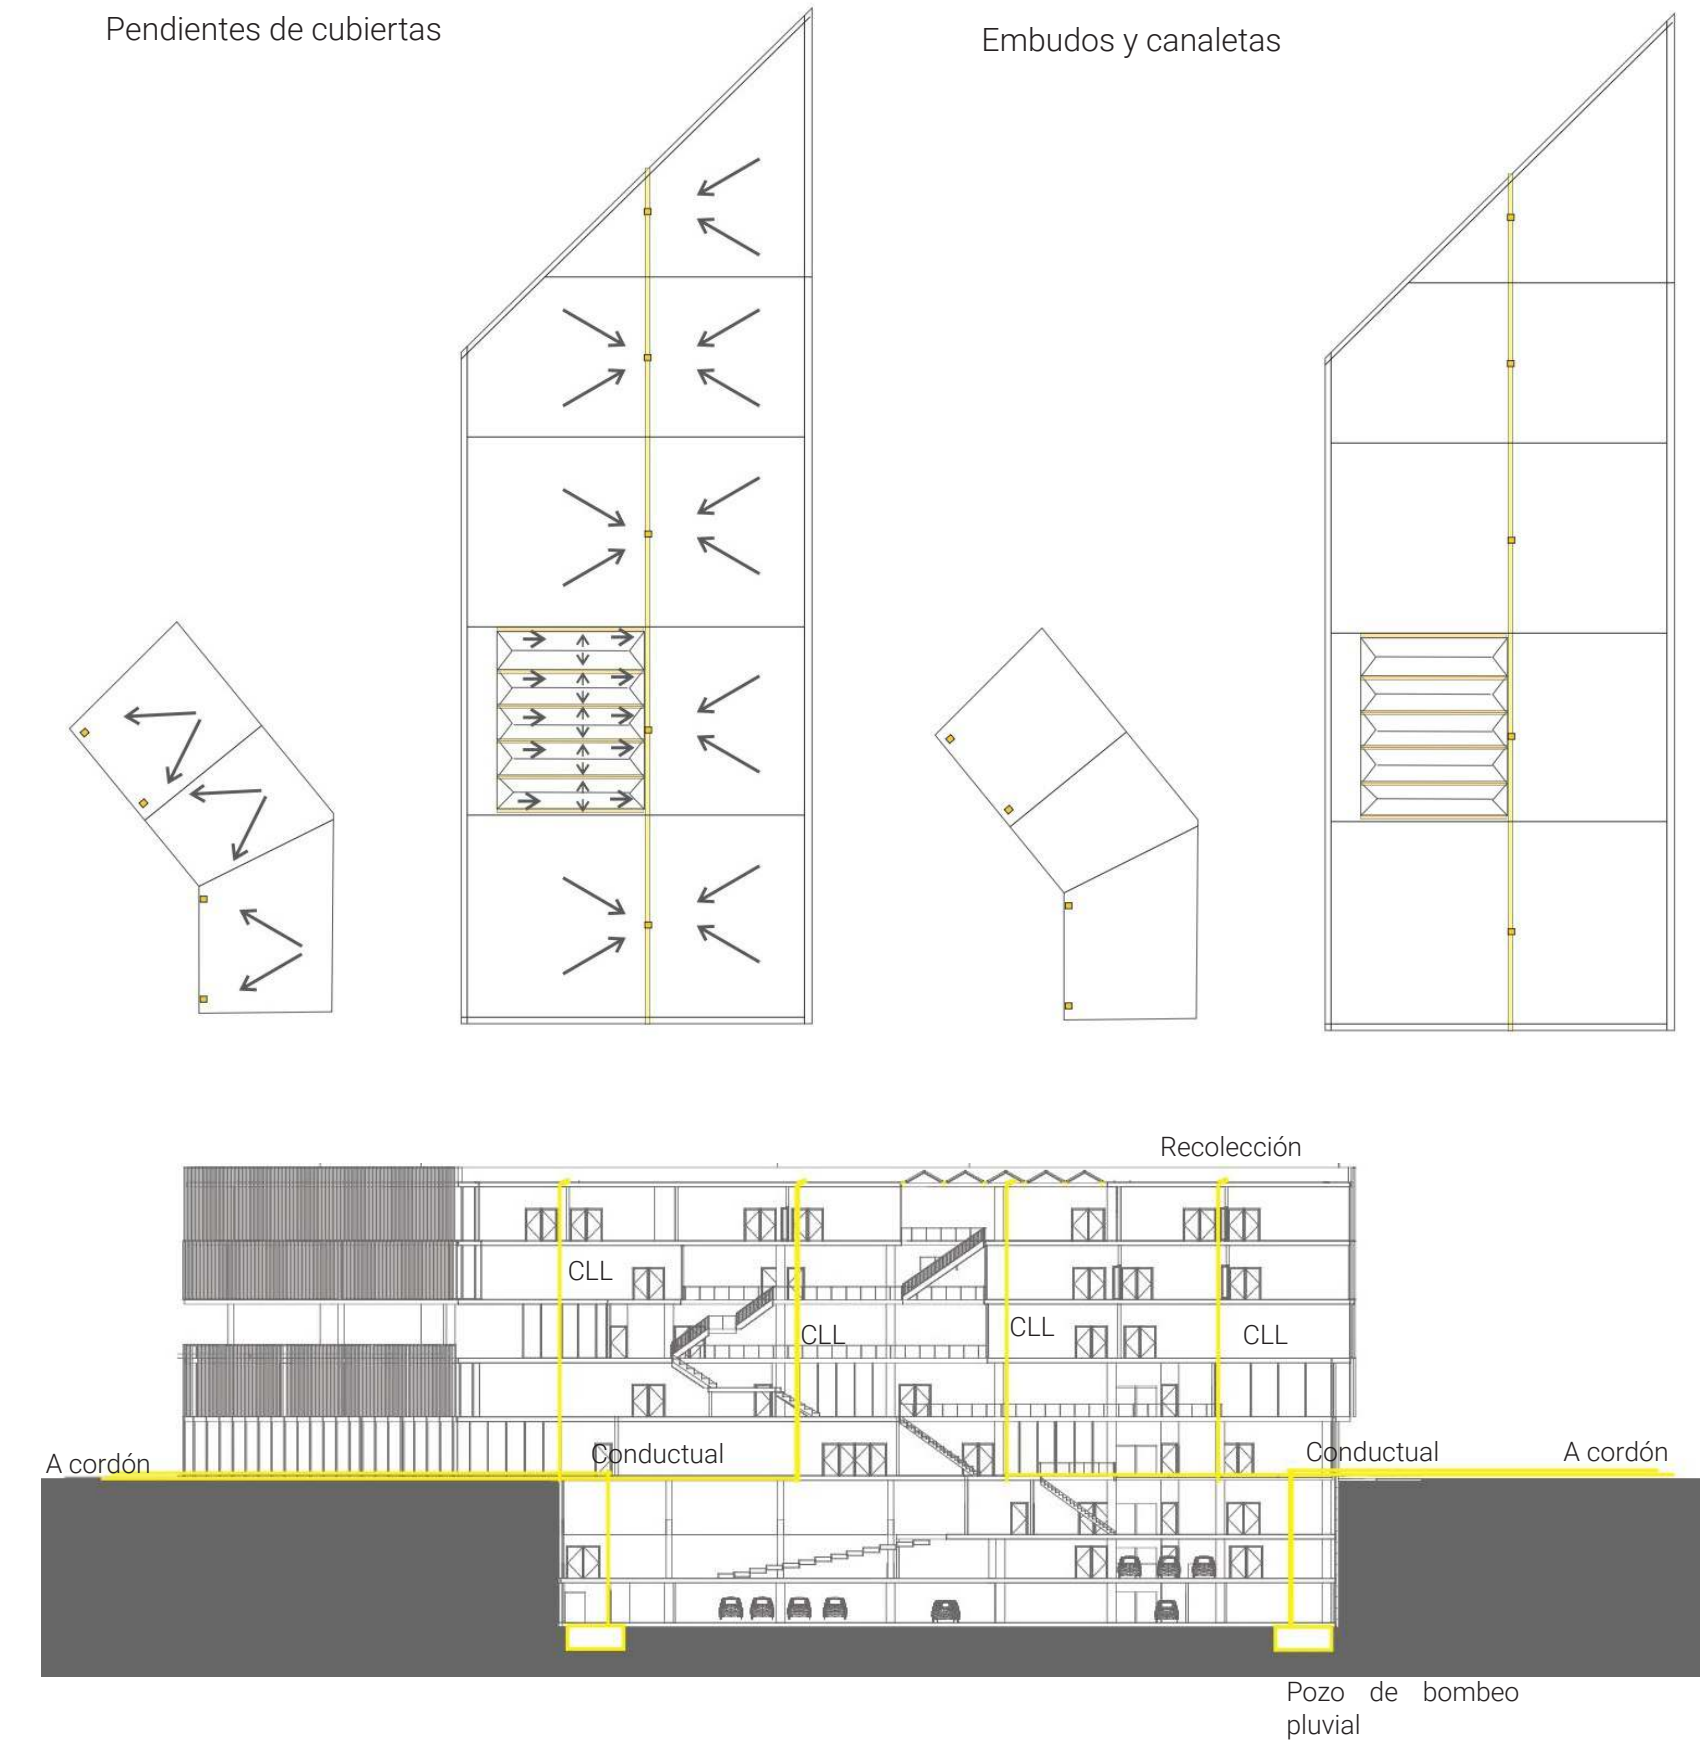 Pendientes de cubiertas
Embudos y canaletas
Recolección
CLL
CLL
CLL
CLL
A cordón
Conductual
Conductual
A cordón
Pozo de bombeo
pluvial